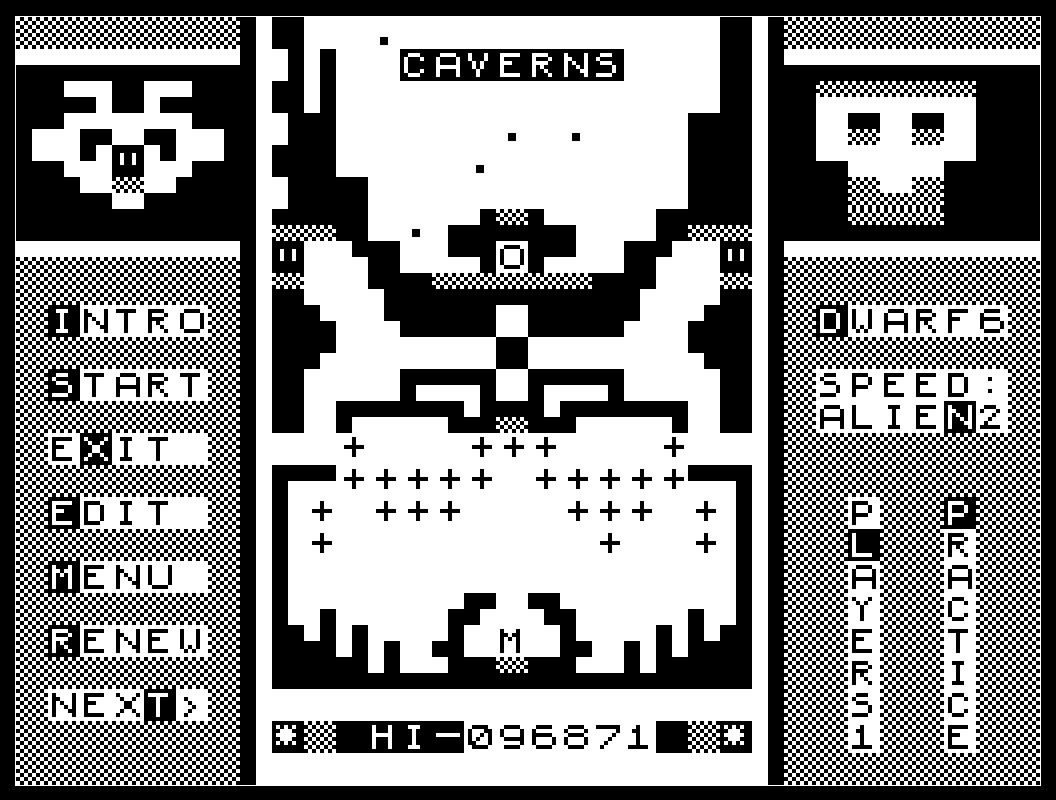 CAVERNS
INTRO
START
EXIT
EDIT
MENU
RENEW
NEXT>
O
M
HI-096871
DWARF6
SPEED:
ALIEN2
PLAYERS1
PRACTICE